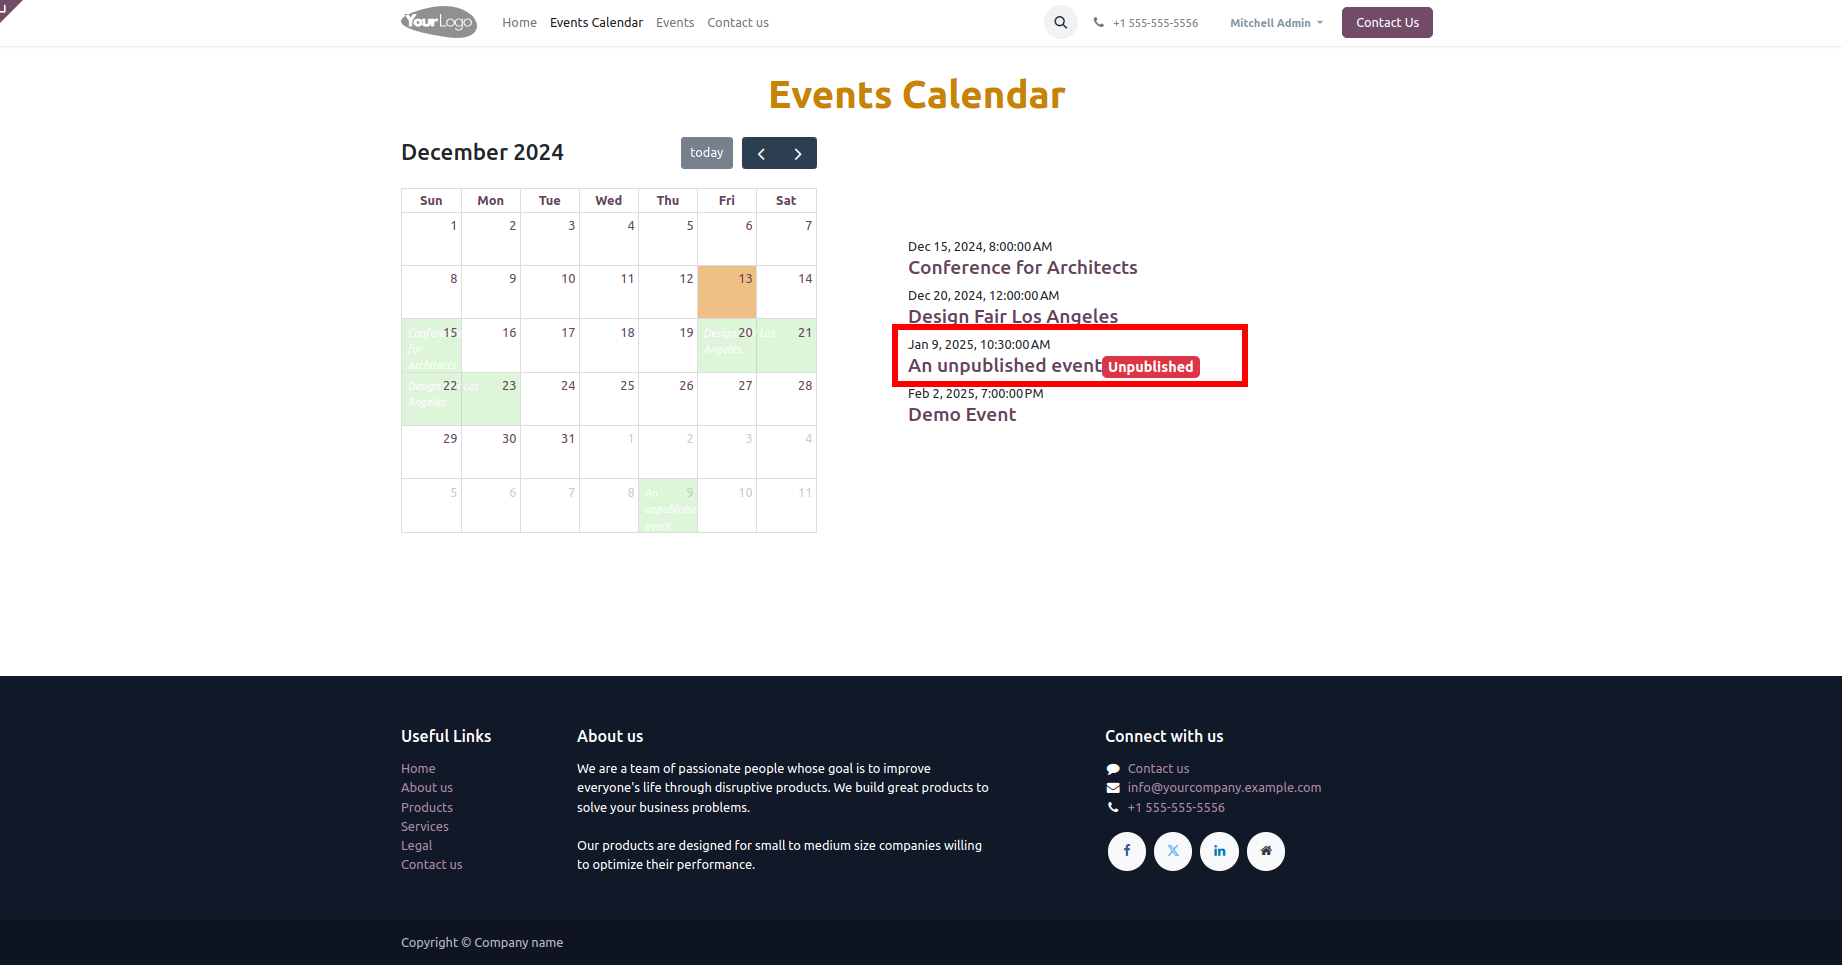 YourLogo
Home Events Calendar Events Contact us
+1 555-555-5556
Mitchell Admin
Contact Us
Events Calendar
December 2024
today
Sun Mon Tue Wed Thu Fri Sat
1 2 3 4 5 6 7
8 9 10 11 12 13 14
15 16 17 18 19 20 21
Conference for Architects
Design Fair Los Angeles
22 23 24 25 26 27 28
Design Fair Los Angeles
29 30 31 1 2 3 4
5 6 7 8 9 10 11
An unpublished event
Dec 15, 2024, 8:00:00 AM
Conference for Architects
Dec 20, 2024, 12:00:00 AM
Design Fair Los Angeles
Jan 9, 2025, 10:30:00 AM
An unpublished event Unpublished
Feb 2, 2025, 7:00:00 PM
Demo Event
Useful Links
Home
About us
Products
Services
Legal
Contact us
About us
We are a team of passionate people whose goal is to improve
everyone's life through disruptive products. We build great products to
solve your business problems.
Our products are designed for small to medium size companies willing
to optimize their performance.
Connect with us
Contact us
info@yourcompany.example.com
+1 555-555-5556
Copyright © Company name